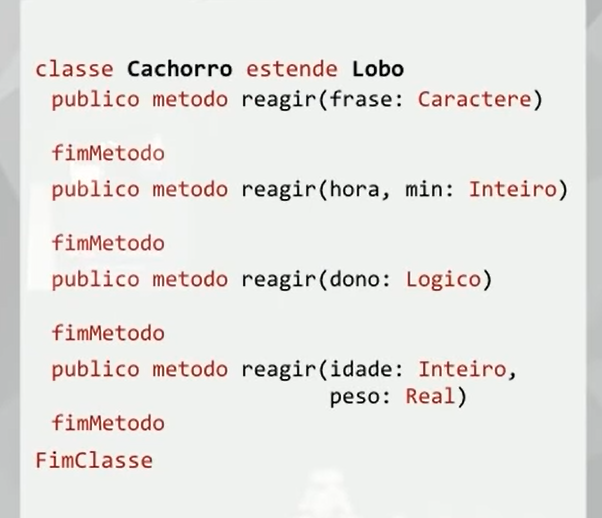 classe Cachorro estende Lobo
publico metodo reagir(frase: Caractere)
fimMetodo
publico metodo reagir(hora, min: Inteiro)
fimMetodo
publico metodo reagir(dono: Logico)
fimMetodo
publico metodo reagir(idade: Inteiro,
peso: Real)
fimMetodo
FimClasse